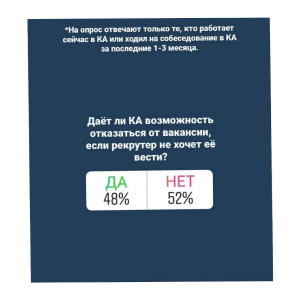 *На опрос отвечают только те, кто работает
сейчас в КА или ходил на собеседование в КА
за последние 1-3 месяца.
Даёт ли КА возможность
отказаться от вакансии,
если рекрутер не хочет её
вести?
ДА НЕТ
48% 52%